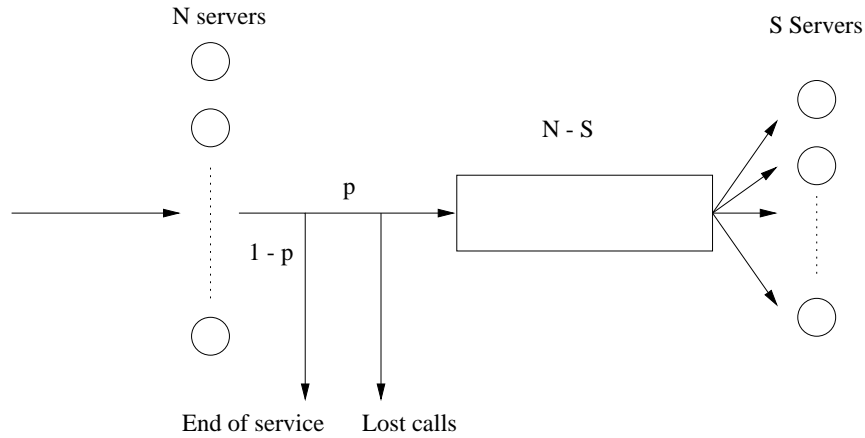 N servers
S Servers
N - S
p
1 - p
End of service
Lost calls